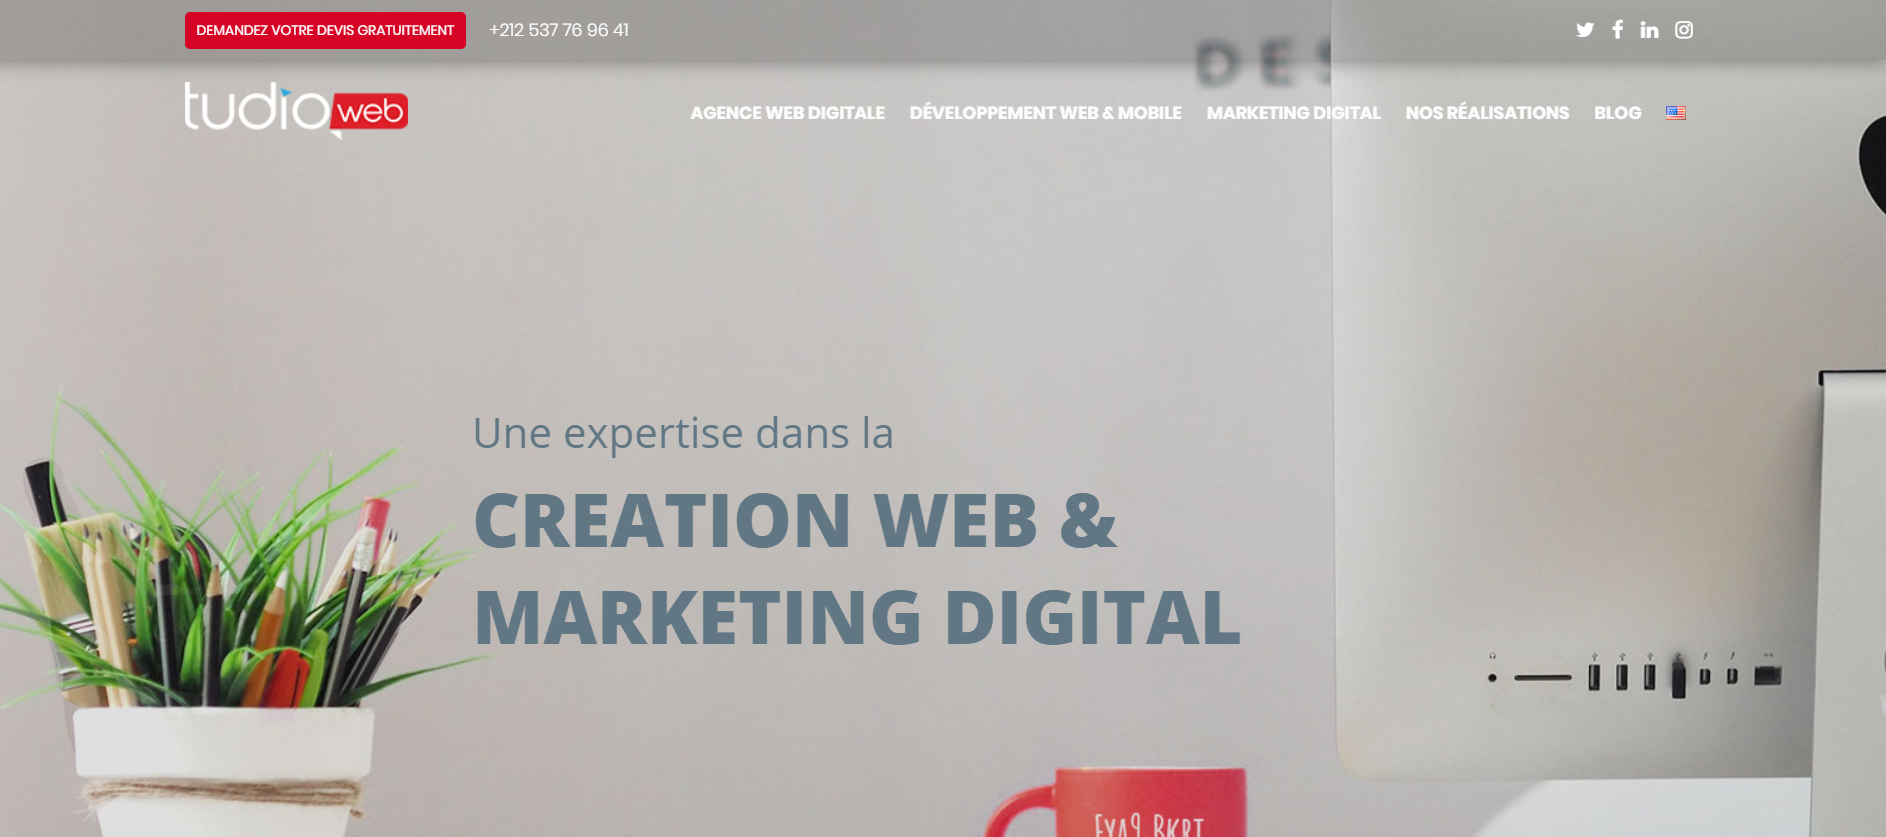 DEMANDEZ VOTRE DEVIS GRATUITEMENT
+212 537 76 96 41
tudioweb
AGENCE WEB DIGITALE
DÉVELOPPEMENT WEB & MOBILE
MARKETING DIGITAL
NOS RÉALISATIONS
BLOG
Une expertise dans la
CREATION WEB &
MARKETING DIGITAL